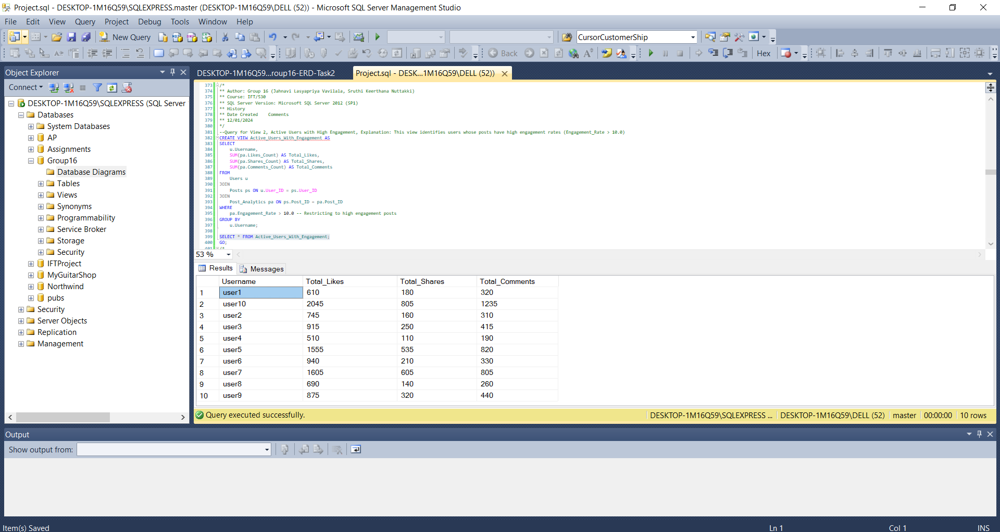 Project.sql - DESKTOP-1M16Q59\SQLEXPRESS.master (DESKTOP-1M16Q59\DELL (52)) - Microsoft SQL Server Management Studio
File Edit View Query Project Debug Tools Window Help
New Query CursorCustomerShip
Back Hex
Object Explorer
Connect
DESKTOP-1M16Q59\SQLEXPRESS (SQL Server
Databases
System Databases
AP
Assignments
Group16
Database Diagrams
Tables
Views
Synonyms
Programmability
Service Broker
Storage
Security
IFTProject
MyGuitarShop
Northwind
pubs
Security
Server Objects
Replication
Management
DESKTOP-1M16Q59...roup16-ERD-Task2 Project.sql - DESK...1M16Q59\DELL (52))
373 /*
374 ** Author: Group 16 (Jahnavi Lasyapriya Vavilala, Sruthi Keerthana Nuttakki)
375 ** Course: IFT/530
376 ** SQL Server Version: Microsoft SQL Server 2012 (SP1)
377 ** History
378 ** Date Created Comments
379 ** 12/01/2024
380 */
381 --Query for View 2, Active Users with High Engagement, Explanation: This view identifies users whose posts have high engagement rates (Engagement_Rate > 10.0)
382 CREATE VIEW Active_Users_With_Engagement AS
383 SELECT
384 u.Username,
385 SUM(pa.Likes_Count) AS Total_Likes,
386 SUM(pa.Shares_Count) AS Total_Shares,
387 SUM(pa.Comments_Count) AS Total_Comments
388 FROM
389 Users u
390 JOIN
391 Posts ps ON u.User_ID = ps.User_ID
392 JOIN
393 Post_Analytics pa ON ps.Post_ID = pa.Post_ID
394 WHERE
395 pa.Engagement_Rate > 10.0 -- Restricting to high engagement posts
396 GROUP BY
397 u.Username;
398
399 SELECT * FROM Active_Users_With_Engagement;
400 GO;
401 /*
53 %
Results Messages
Username Total_Likes Total_Shares Total_Comments
1 user1 610 180 320
2 user10 2045 805 1235
3 user2 745 160 310
4 user3 915 250 415
5 user4 510 110 190
6 user5 1555 535 820
7 user6 940 210 330
8 user7 1605 605 805
9 user8 690 140 260
10 user9 875 320 440
Query executed successfully. DESKTOP-1M16Q59\SQLEXPRESS ... DESKTOP-1M16Q59\DELL (52) master 00:00:00 10 rows
Output
Show output from:
Item(s) Saved Ln 1 Col 1 INS